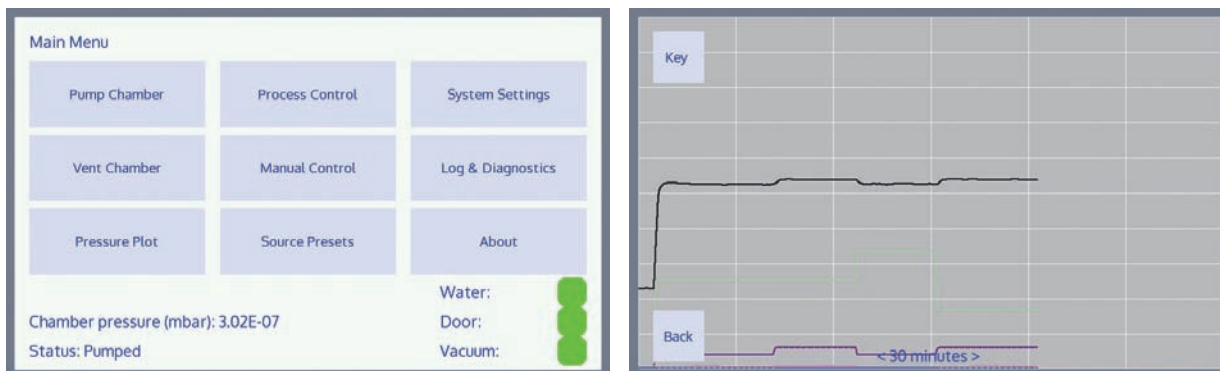 Main Menu
Pump Chamber
Process Control
System Settings
Vent Chamber
Manual Control
Log & Diagnostics
Pressure Plot
Source Presets
About
Water:
Chamber pressure (mbar): 3.02E-07
Door:
Status: Pumped
Vacuum:
Key
Back
< 30 minutes >